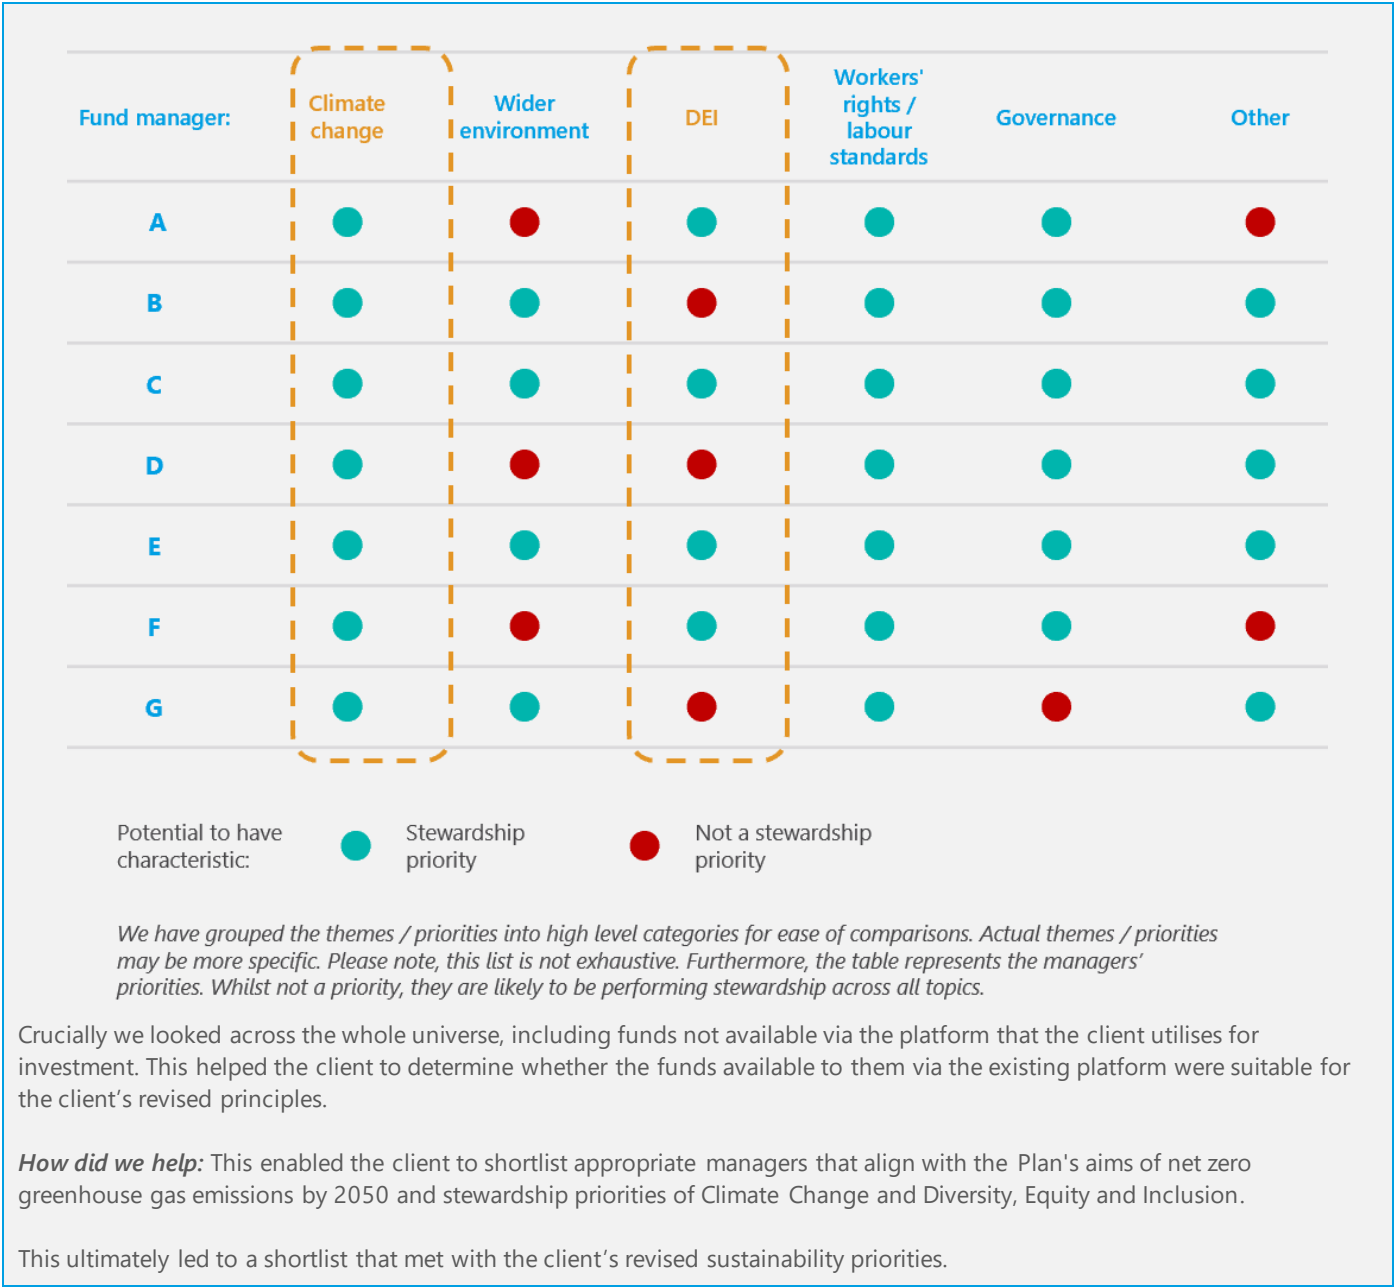 Fund manager:
Climate
change
Wider
environment
DEI
Workers'
rights /
labour
standards
Governance
Other
A
B
C
D
E
F
G
Potential to have
characteristic:
Stewardship
priority
Not a stewardship
priority
We have grouped the themes / priorities into high level categories for ease of comparisons. Actual themes / priorities
may be more specific. Please note, this list is not exhaustive. Furthermore, the table represents the managers’
priorities. Whilst not a priority, they are likely to be performing stewardship across all topics.
Crucially we looked across the whole universe, including funds not available via the platform that the client utilises for
investment. This helped the client to determine whether the funds available to them via the existing platform were suitable for
the client’s revised principles.
How did we help: This enabled the client to shortlist appropriate managers that align with the Plan's aims of net zero
greenhouse gas emissions by 2050 and stewardship priorities of Climate Change and Diversity, Equity and Inclusion.
This ultimately led to a shortlist that met with the client’s revised sustainability priorities.